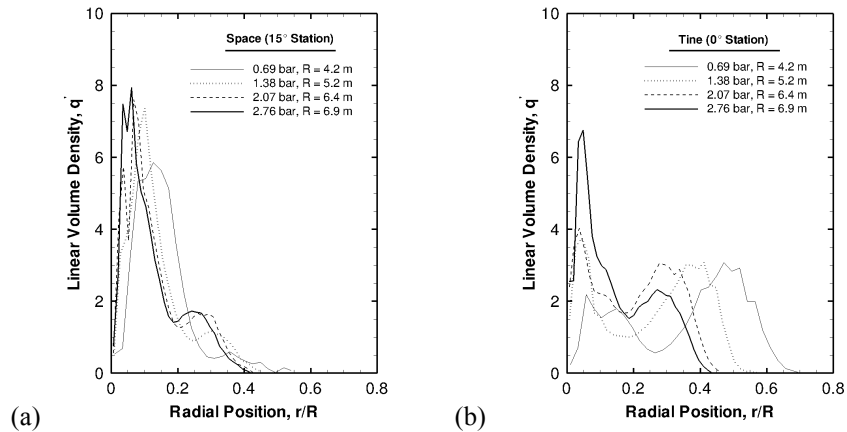 10
8
6
4
2
0
Linear Volume Density, q'
Space (15° Station)
0.69 bar, R = 4.2 m
1.38 bar, R = 5.2 m
2.07 bar, R = 6.4 m
2.76 bar, R = 6.9 m
0 0.2 0.4 0.6 0.8
Radial Position, r/R
(a)
10
8
6
4
2
0
Linear Volume Density, q'
Tine (0° Station)
0.69 bar, R = 4.2 m
1.38 bar, R = 5.2 m
2.07 bar, R = 6.4 m
2.76 bar, R = 6.9 m
0 0.2 0.4 0.6 0.8
Radial Position, r/R
(b)